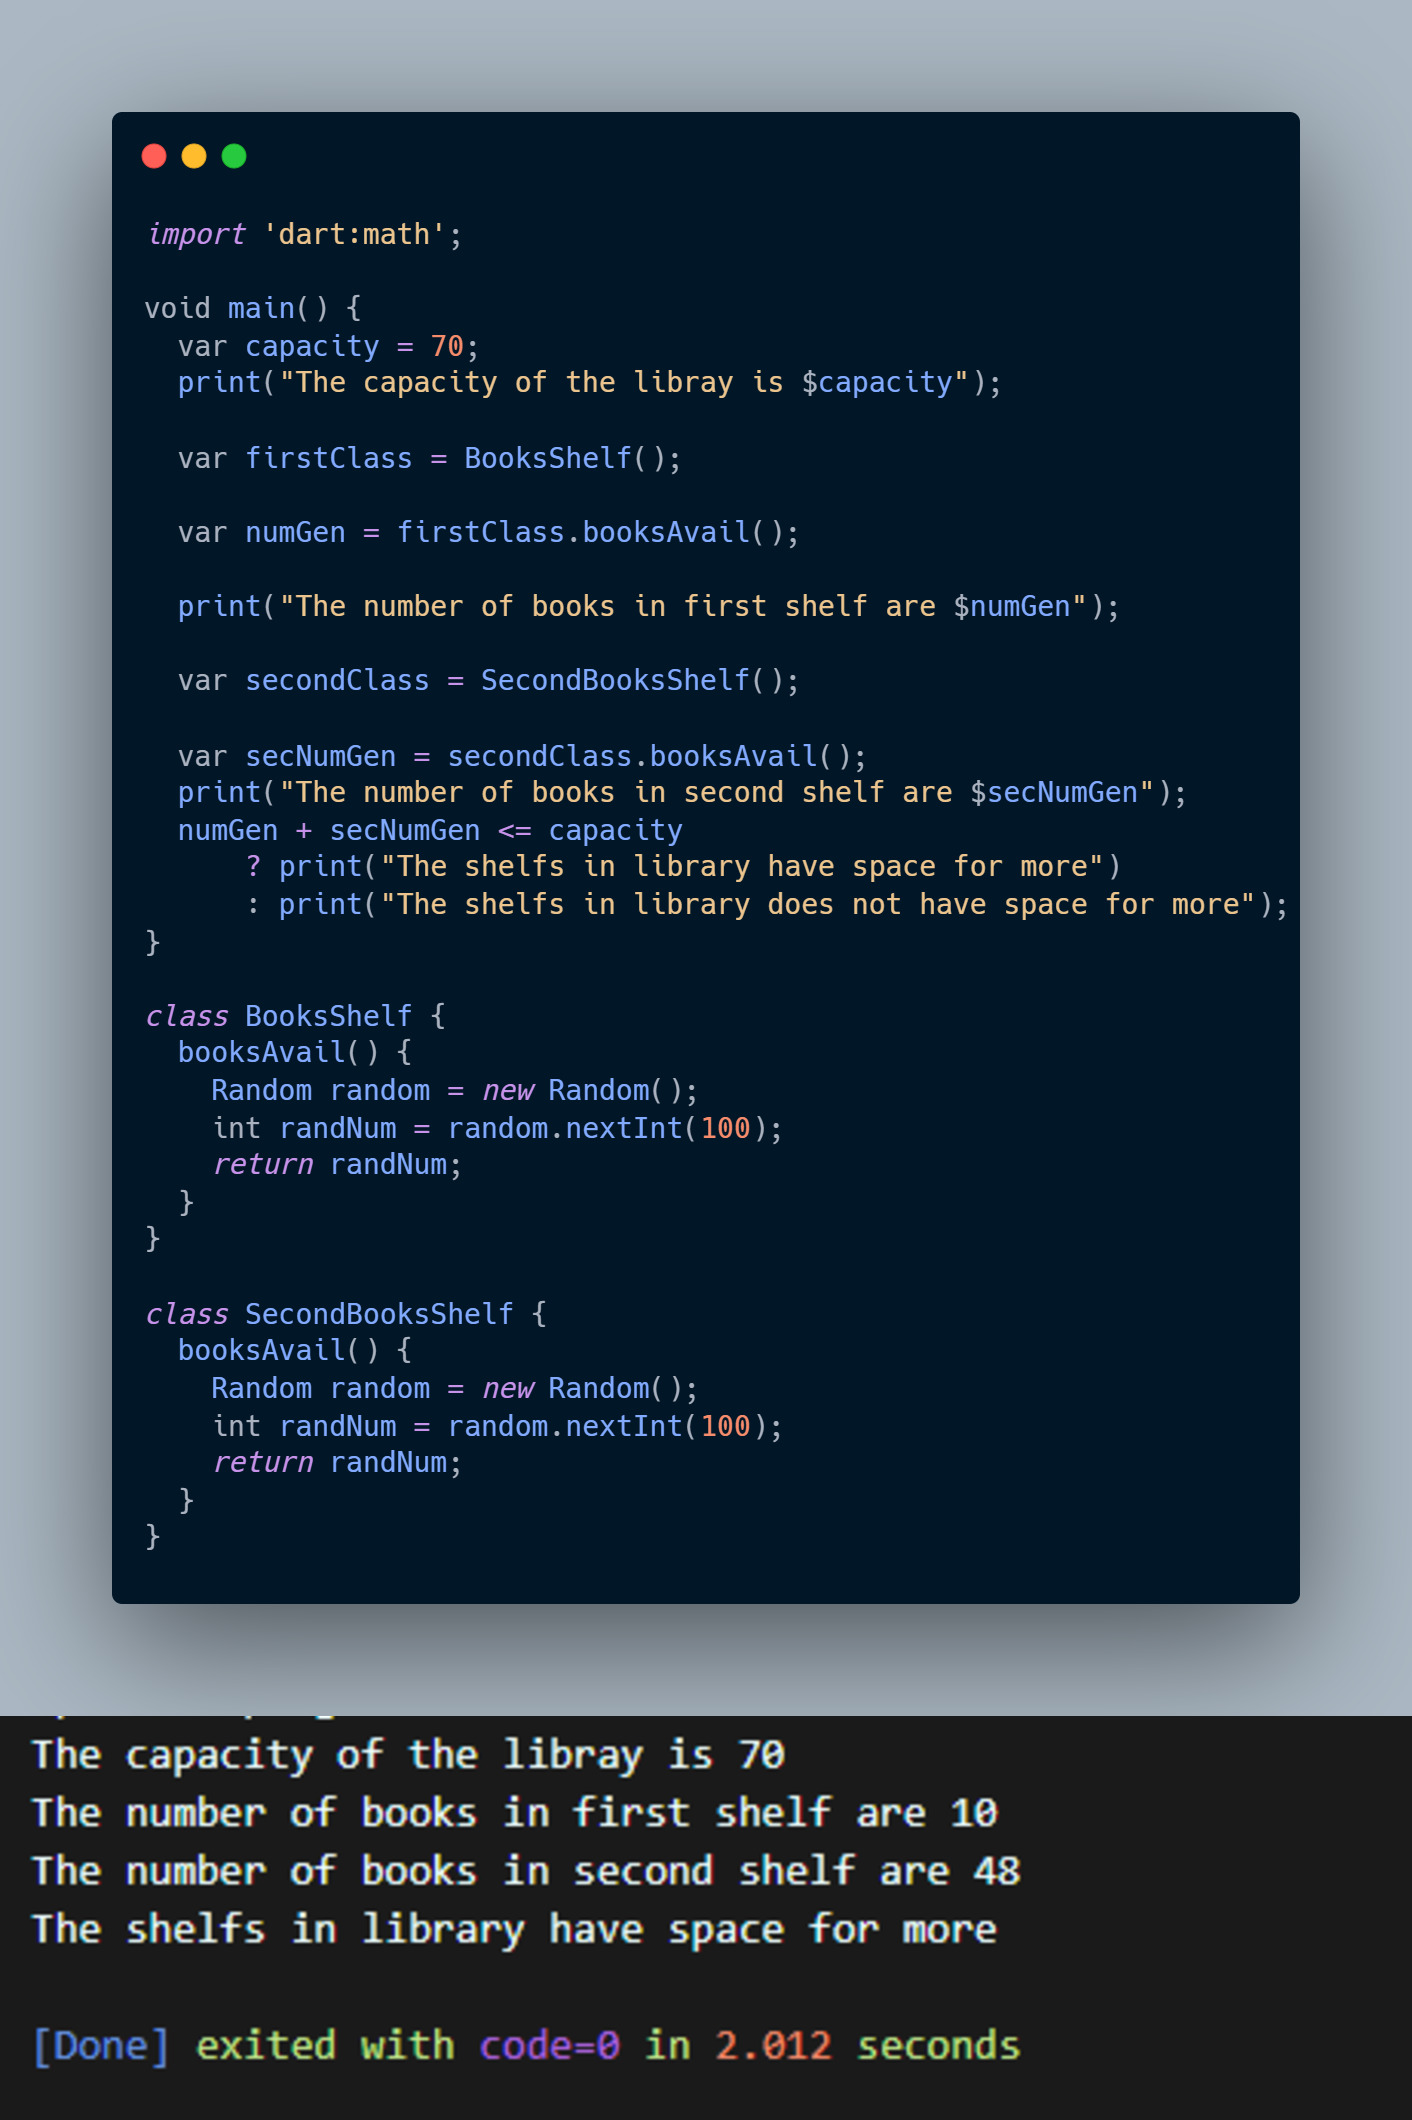 import 'dart:math';
void main() {
  var capacity = 70;
  print("The capacity of the libray is $capacity");
  var firstClass = BooksShelf();
  var numGen = firstClass.booksAvail();
  print("The number of books in first shelf are $numGen");
  var secondClass = SecondBooksShelf();
  var secNumGen = secondClass.booksAvail();
  print("The number of books in second shelf are $secNumGen");
  numGen + secNumGen <= capacity
      ? print("The shelfs in library have space for more")
      : print("The shelfs in library does not have space for more");
}
class BooksShelf {
  booksAvail() {
    Random random = new Random();
    int randNum = random.nextInt(100);
    return randNum;
  }
}
class SecondBooksShelf {
  booksAvail() {
    Random random = new Random();
    int randNum = random.nextInt(100);
    return randNum;
  }
}
The capacity of the libray is 70
The number of books in first shelf are 10
The number of books in second shelf are 48
The shelfs in library have space for more
[Done] exited with code=0 in 2.012 seconds